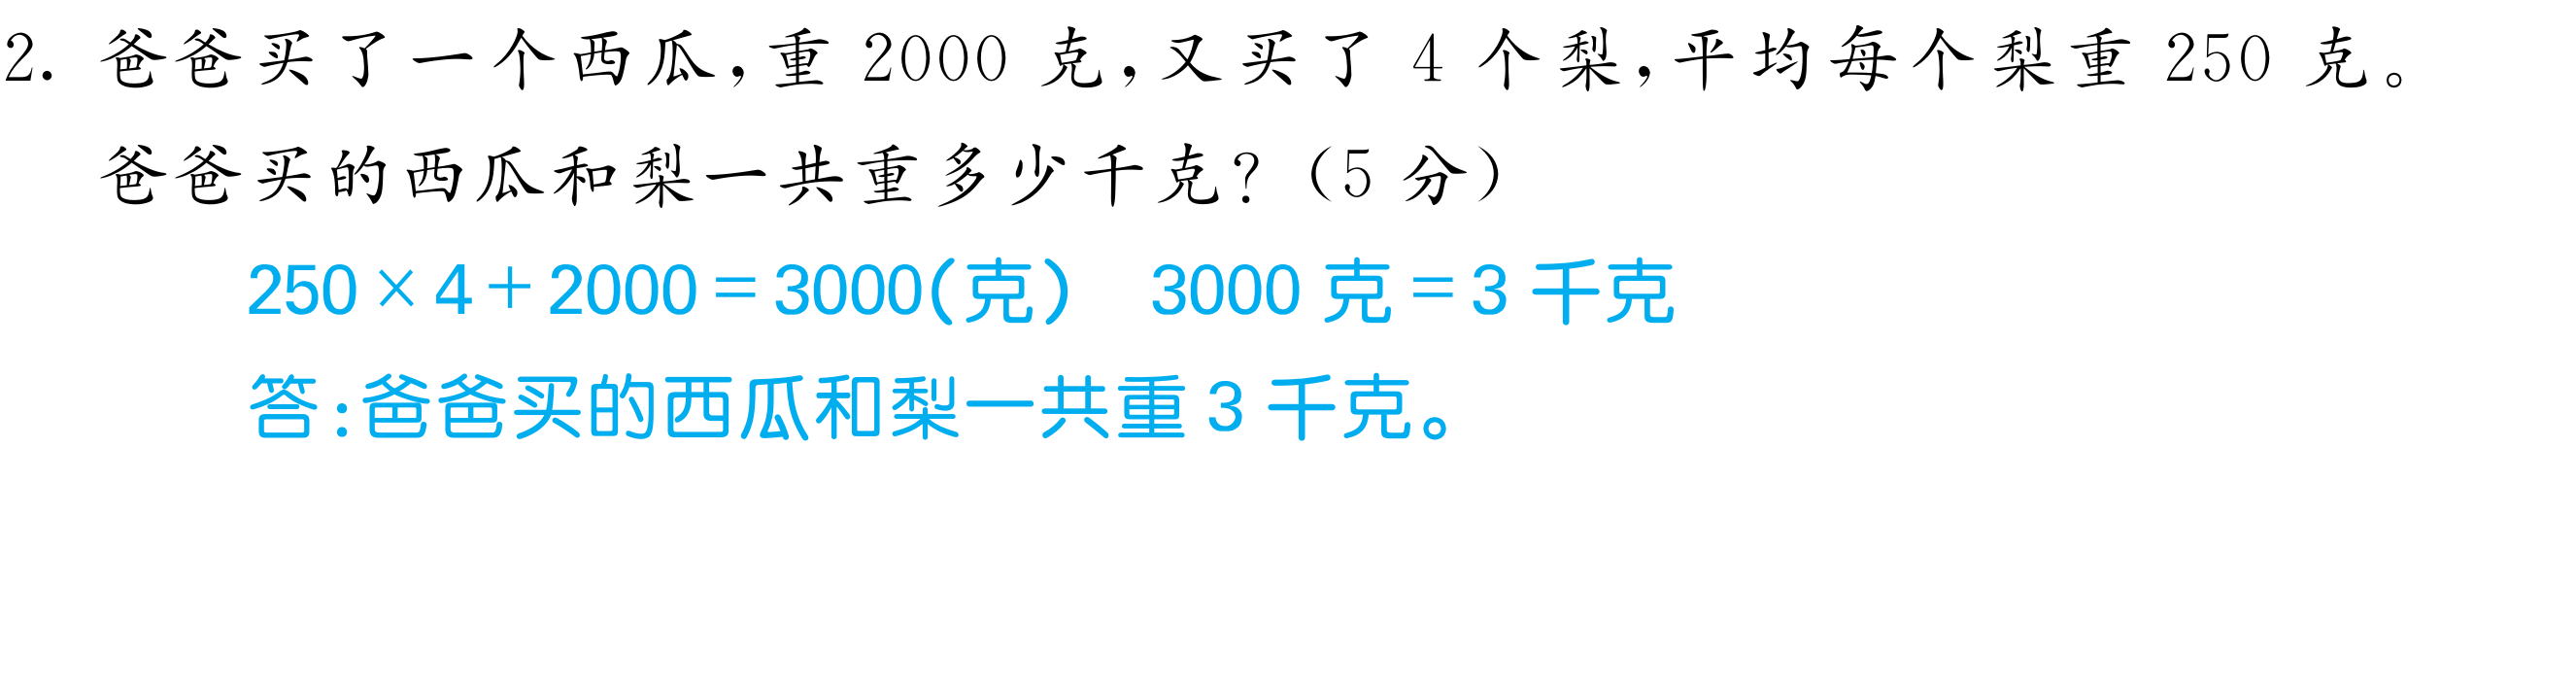 2. 爸爸买了一个西瓜,重 2000 克,又买了 4 个梨,平均每个梨重 250 克。
爸爸买的西瓜和梨一共重多少千克?(5 分)
250×4+2000=3000(克) 3000 克=3 千克
答:爸爸买的西瓜和梨一共重 3 千克。